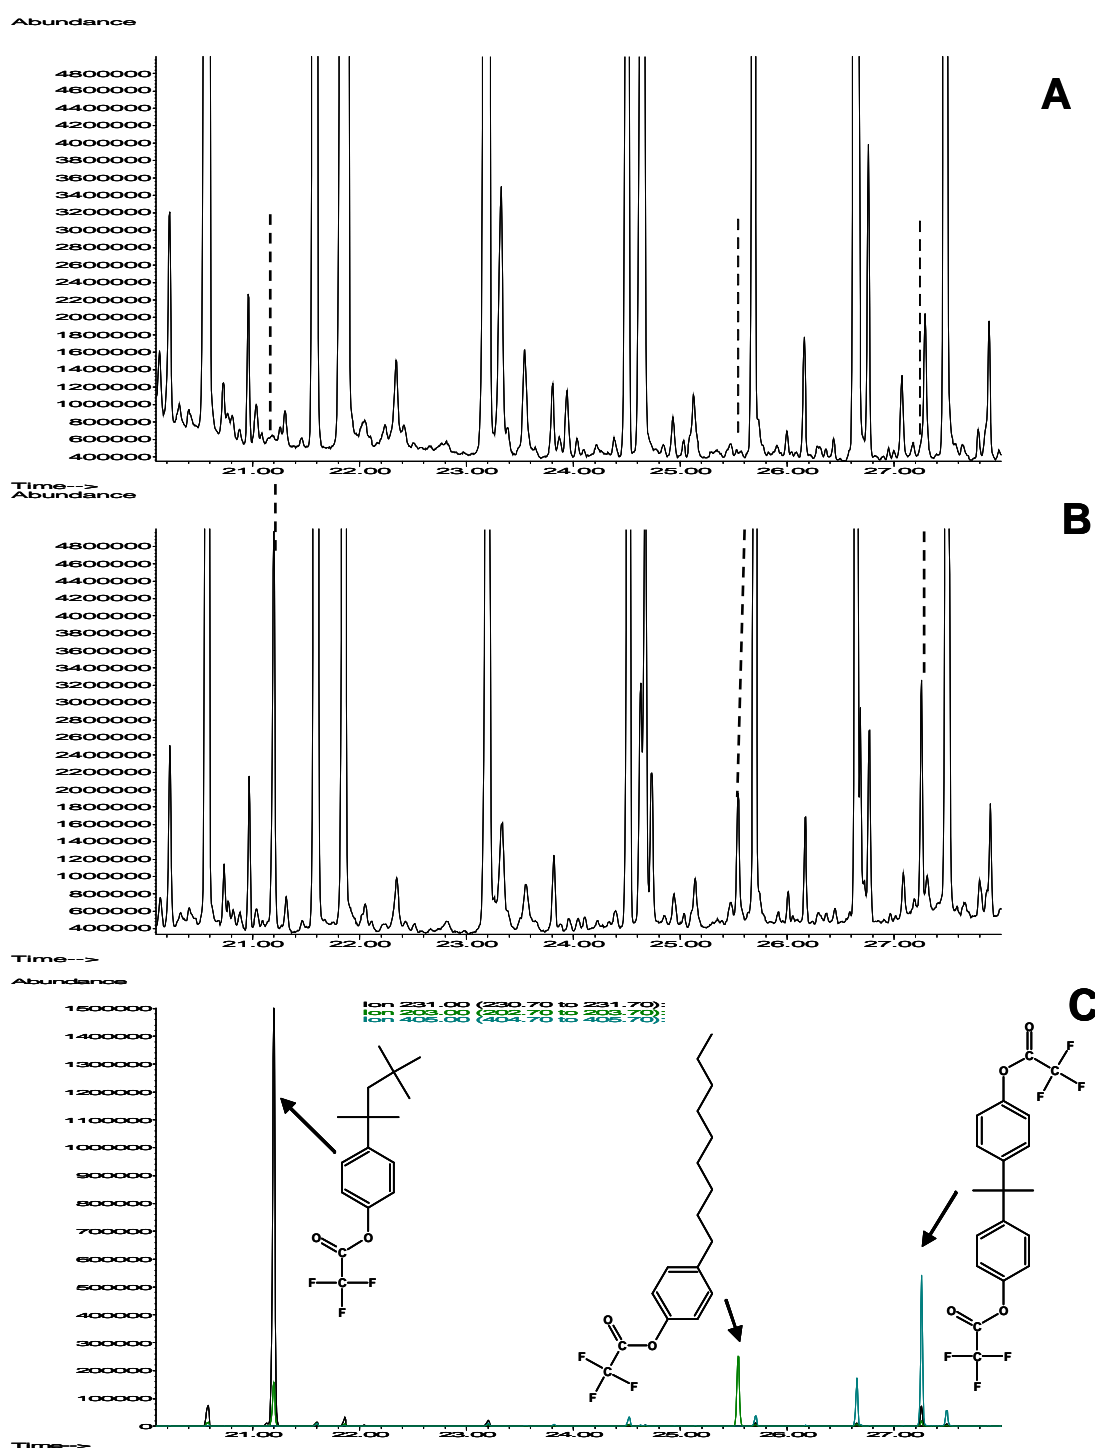 Abundance
A
4800000
4600000
4400000
4200000
4000000
3800000
3600000
3400000
3200000
3000000
2800000
2600000
2400000
2200000
2000000
1800000
1600000
1400000
1200000
1000000
800000
600000
400000
21.00 22.00 23.00 24.00 25.00 26.00 27.00
Time-->
Abundance
B
4800000
4600000
4400000
4200000
4000000
3800000
3600000
3400000
3200000
3000000
2800000
2600000
2400000
2200000
2000000
1800000
1600000
1400000
1200000
1000000
800000
600000
400000
21.00 22.00 23.00 24.00 25.00 26.00 27.00
Time-->
Abundance
C
Ion 231.00 (230.70 to 231.70):
Ion 203.00 (202.70 to 203.70):
Ion 405.00 (404.70 to 405.70):
1500000
1400000
1300000
1200000
1100000
1000000
900000
800000
700000
600000
500000
400000
300000
200000
100000
0
O
O
C
F
F
F
O
O
C
C
F
F
F
O
O
C
C
F
F
F
O
O
C
C
F
F
F
21.00 22.00 23.00 24.00 25.00 26.00 27.00
Time-->